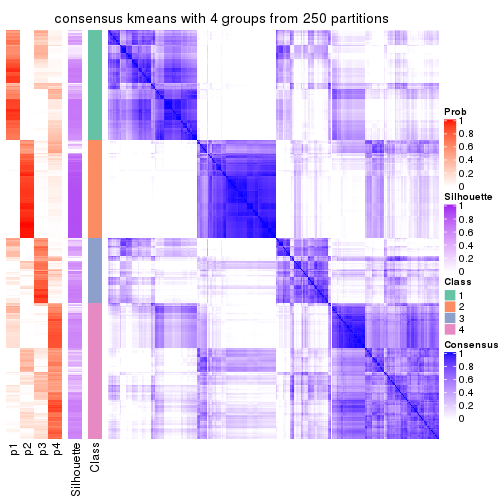 consensus kmeans with 4 groups from 250 partitions
Prob
1
0.8
0.6
0.4
0.2
0
Silhouette
1
0.8
0.6
0.4
0.2
0
Class
1
2
3
4
Consensus
1
0.8
0.6
0.4
0.2
0
p1
p2
p3
p4
Silhouette
Class